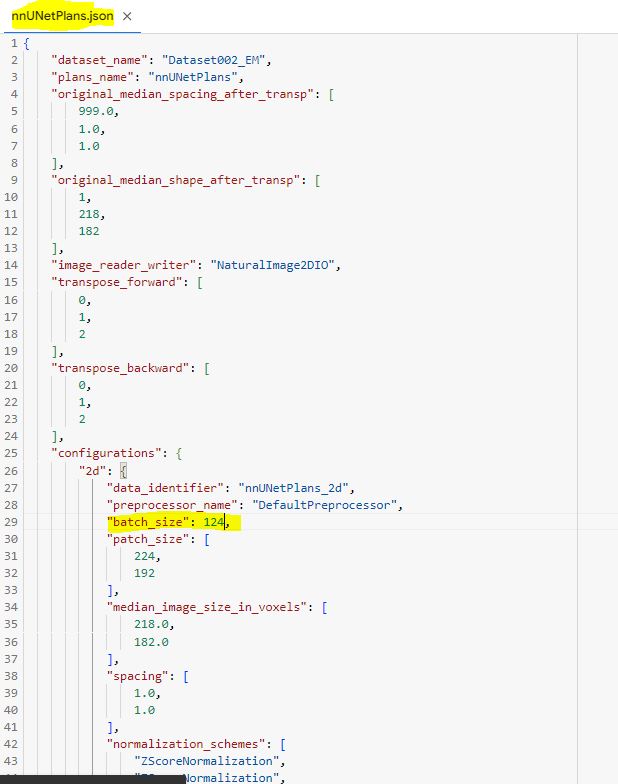 nnUNetPlans.json ×
1 {
2 "dataset_name": "Dataset002_EM",
3 "plans_name": "nnUNetPlans",
4 "original_median_spacing_after_transp": [
5 999.0,
6 1.0,
7 1.0
8 ],
9 "original_median_shape_after_transp": [
10 1,
11 218,
12 182
13 ],
14 "image_reader_writer": "NaturalImage2DIO",
15 "transpose_forward": [
16 0,
17 1,
18 2
19 ],
20 "transpose_backward": [
21 0,
22 1,
23 2
24 ],
25 "configurations": {
26 "2d": {
27 "data_identifier": "nnUNetPlans_2d",
28 "preprocessor_name": "DefaultPreprocessor",
29 "batch_size": 124,
30 "patch_size": [
31 224,
32 192
33 ],
34 "median_image_size_in_voxels": [
35 218.0,
36 182.0
37 ],
38 "spacing": [
39 1.0,
40 1.0
41 ],
42 "normalization_schemes": [
43 "ZScoreNormalization",
"ZScoreNormalization",